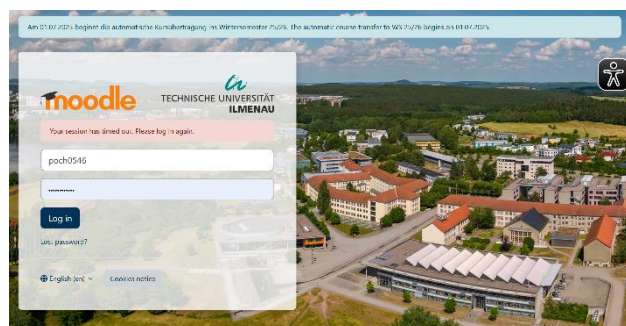 Am 01.07.2025 beginnt die automatische Kursübertragung ins Wintersemester 25/26. The automatic course transfer to WS 25/26 begins on 01.07.2025.
moodle
TECHNISCHE UNIVERSITÄT
ILMENAU
Your session has timed out. Please log in again.
poch0546
Log in
Lost password?
English (en)
Cookies notice